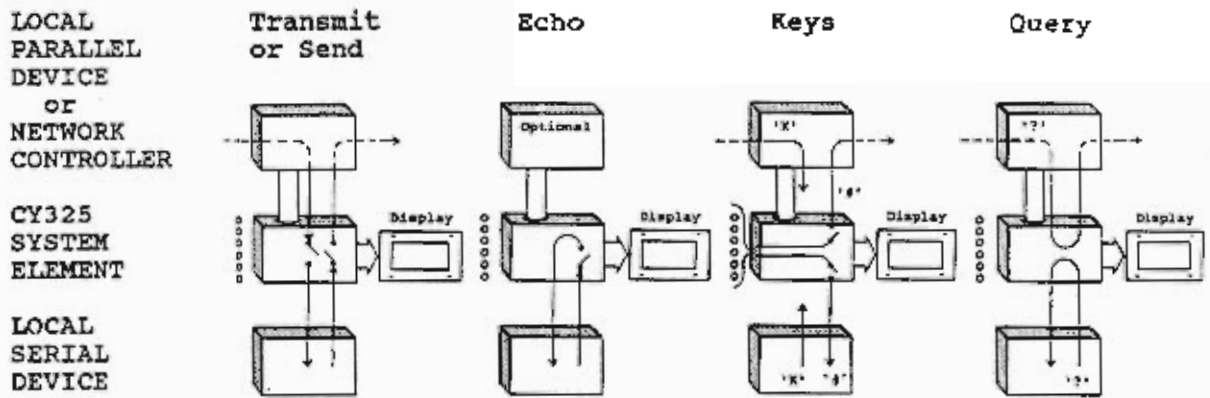 LOCAL
PARALLEL
DEVICE
or
NETWORK
CONTROLLER
Transmit
or Send
Echo
Keys
Query
Optional
'K'
'?'
'#'
CY325
SYSTEM
ELEMENT
Display
Display
Display
Display
LOCAL
SERIAL
DEVICE
'K' '#'
'?'